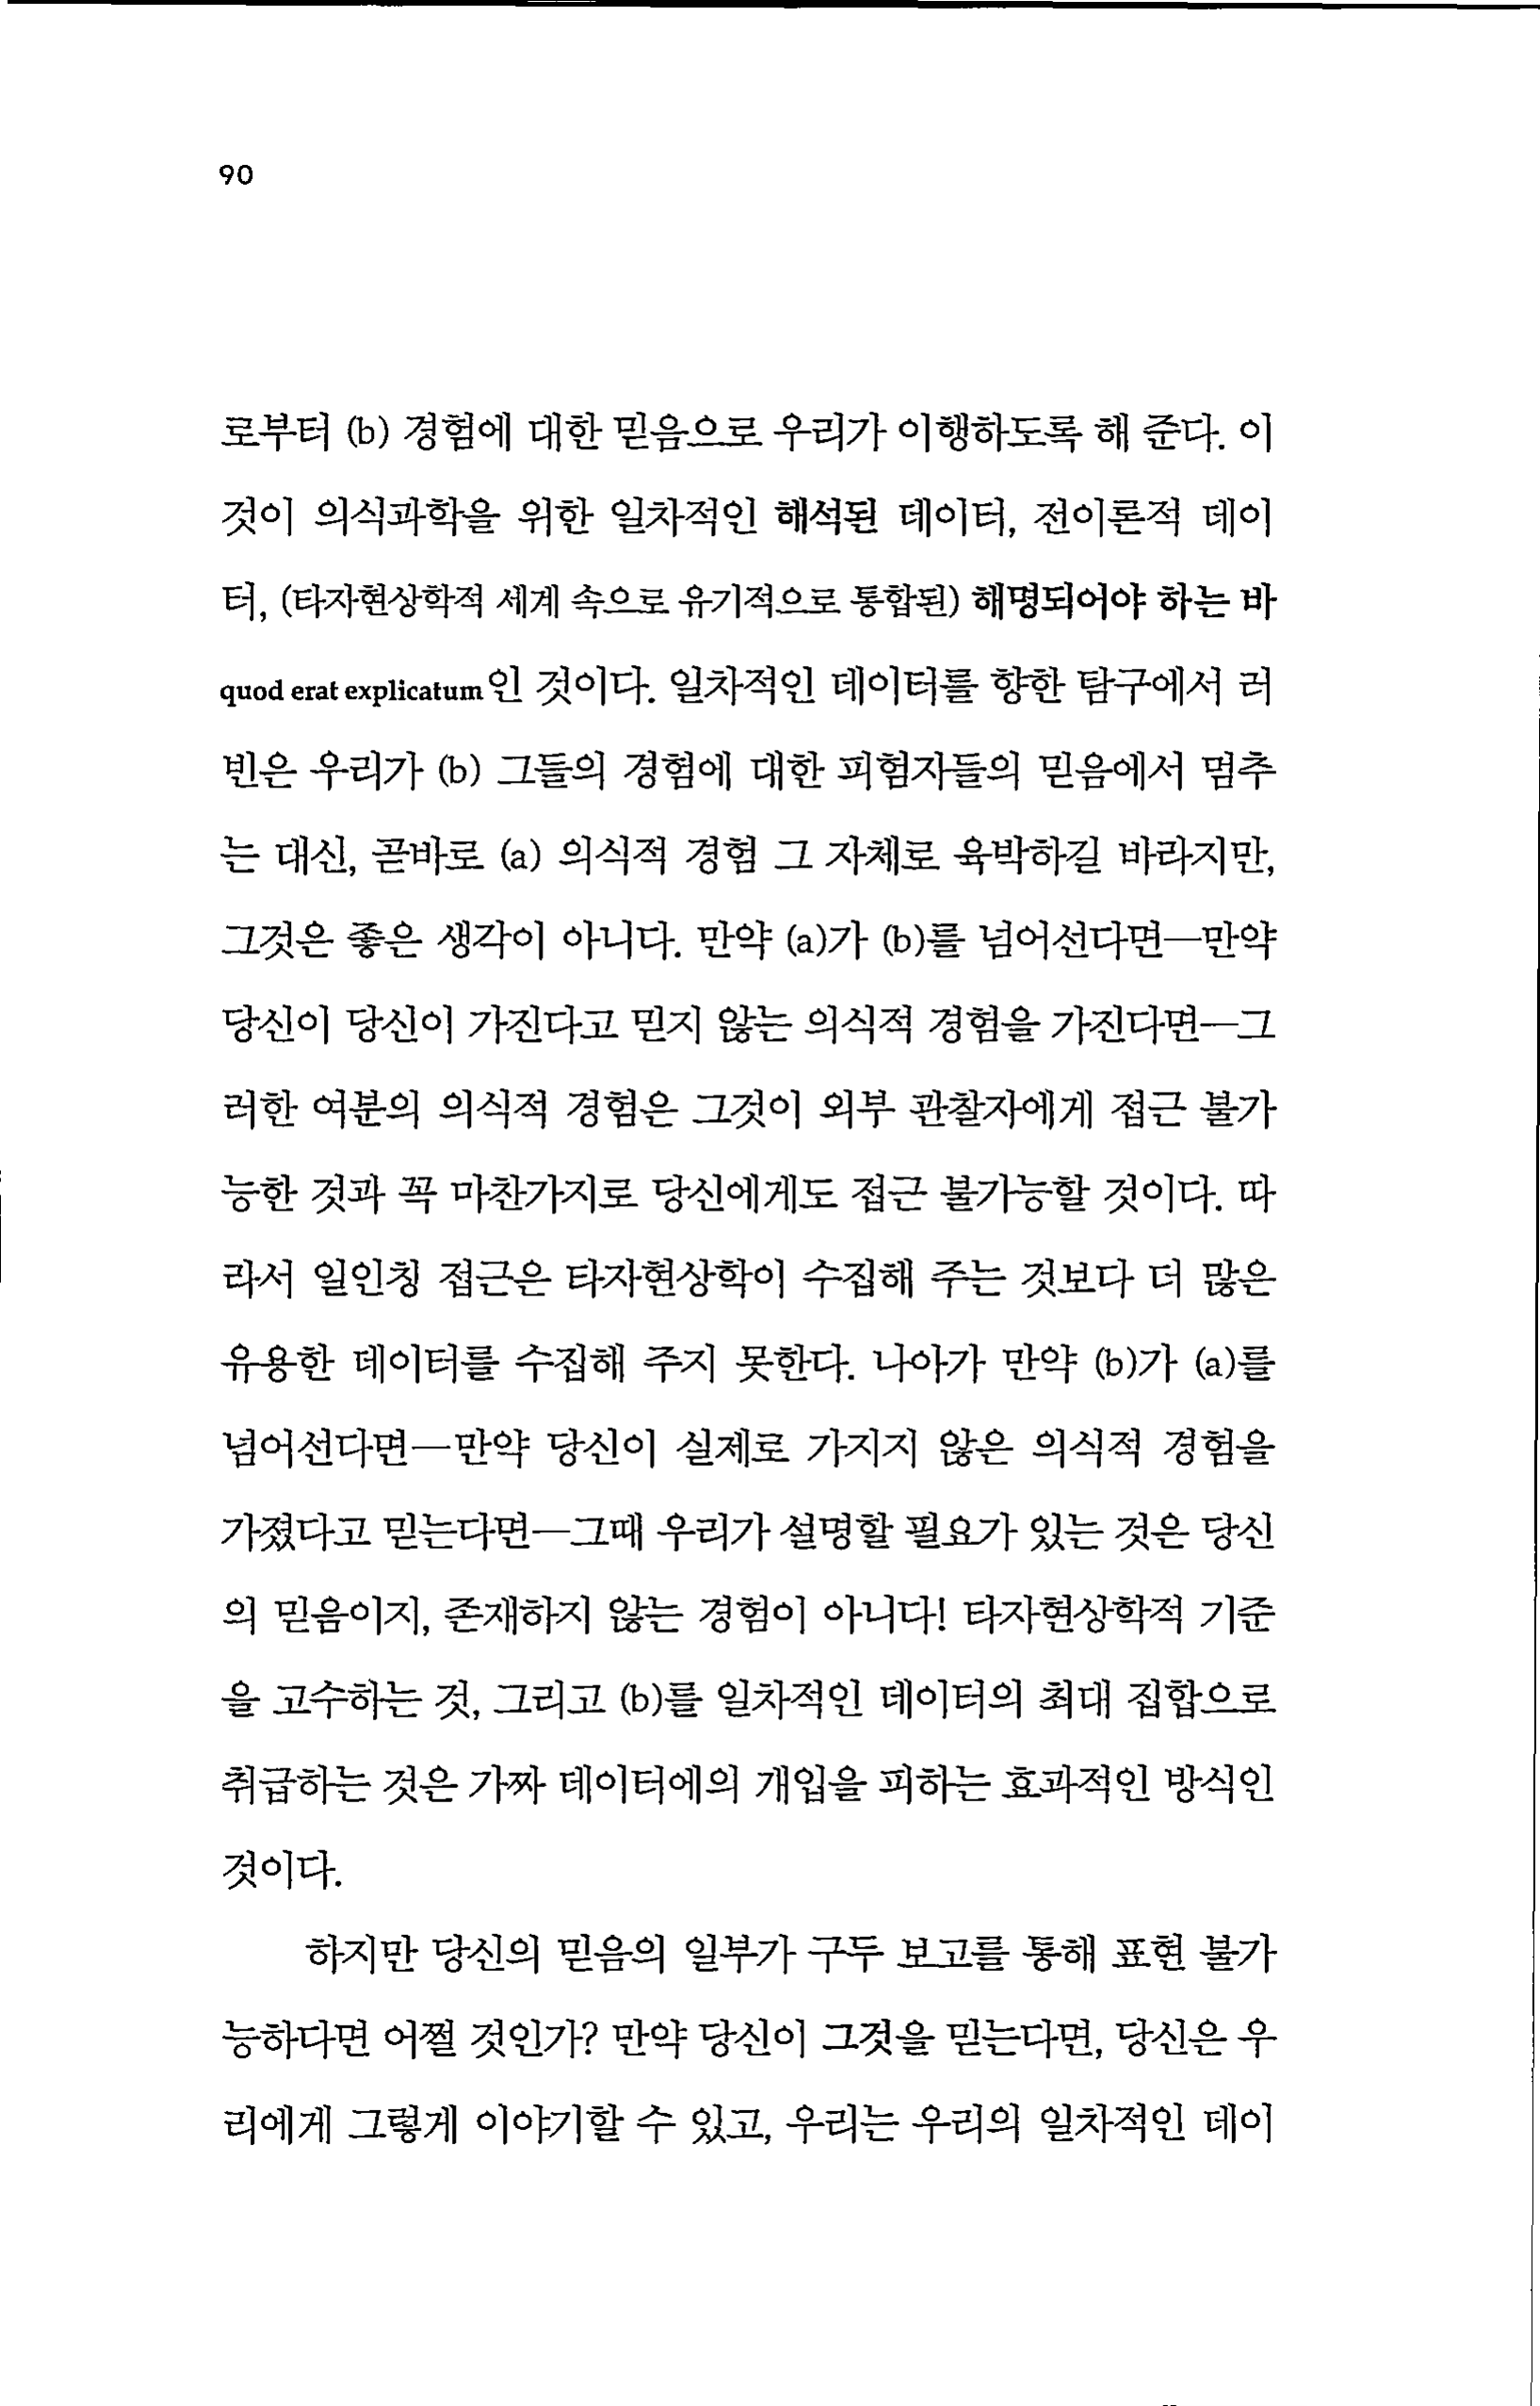 90
로부터 (b) 경험에 대한 믿음으로 우리가 이행하도록 해 준다. 이
것이 의식과학을 위한 일차적인 해석된 데이터, 전이론적 데이
터, (타자현상학적 세계 속으로 유기적으로 통합된) 해명되어야 하는 바
quod erat explicatum인 것이다. 일차적인 데이터를 향한 탐구에서 러
빈은 우리가 (b) 그들의 경험에 대한 피험자들의 믿음에서 멈추
는 대신, 곧바로 (a) 의식적 경험 그 자체로 육박하길 바라지만,
그것은 좋은 생각이 아니다. 만약 (a)가 (b)를 넘어선다면—만약
당신이 당신이 가진다고 믿지 않는 의식적 경험을 가진다면—그
러한 여분의 의식적 경험은 그것이 외부 관찰자에게 접근 불가
능한 것과 꼭 마찬가지로 당신에게도 접근 불가능할 것이다. 따
라서 일인칭 접근은 타자현상학이 수집해 주는 것보다 더 많은
유용한 데이터를 수집해 주지 못한다. 나아가 만약 (b)가 (a)를
넘어선다면—만약 당신이 실제로 가지지 않은 의식적 경험을
가졌다고 믿는다면—그때 우리가 설명할 필요가 있는 것은 당신
의 믿음이지, 존재하지 않는 경험이 아니다! 타자현상학적 기준
을 고수하는 것, 그리고 (b)를 일차적인 데이터의 최대 집합으로
취급하는 것은 가짜 데이터에의 개입을 피하는 효과적인 방식인
것이다.
하지만 당신의 믿음의 일부가 구두 보고를 통해 표현 불가
능하다면 어쩔 것인가? 만약 당신이 그것을 믿는다면, 당신은 우
리에게 그렇게 이야기할 수 있고, 우리는 우리의 일차적인 데이